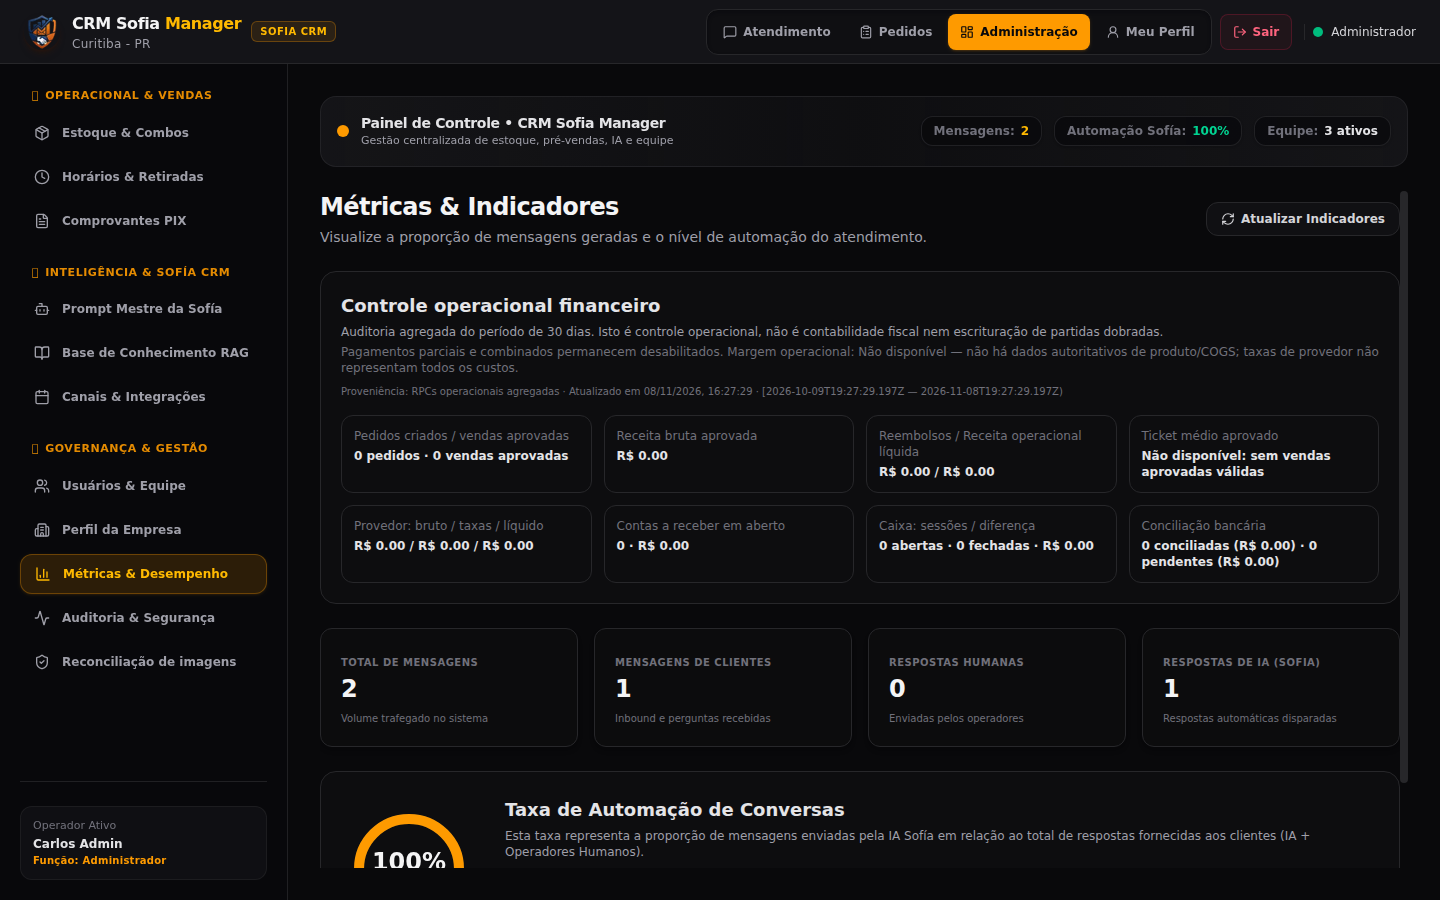 CRM Sofia Manager
Curitiba - PR
SOFIA CRM
Atendimento
Pedidos
Administração
Meu Perfil
Sair
Administrador
OPERACIONAL & VENDAS
Estoque & Combos
Horários & Retiradas
Comprovantes PIX
INTELIGÊNCIA & SOFÍA CRM
Prompt Mestre da Sofía
Base de Conhecimento RAG
Canais & Integrações
GOVERNANÇA & GESTÃO
Usuários & Equipe
Perfil da Empresa
Métricas & Desempenho
Auditoria & Segurança
Reconciliação de imagens
Operador Ativo
Carlos Admin
Função: Administrador
Painel de Controle • CRM Sofia Manager
Gestão centralizada de estoque, pré-vendas, IA e equipe
Mensagens: 2
Automação Sofía: 100%
Equipe: 3 ativos
Métricas & Indicadores
Visualize a proporção de mensagens geradas e o nível de automação do atendimento.
Atualizar Indicadores
Controle operacional financeiro
Auditoria agregada do período de 30 dias. Isto é controle operacional, não é contabilidade fiscal nem escrituração de partidas dobradas.
Pagamentos parciais e combinados permanecem desabilitados. Margem operacional: Não disponível — não há dados autoritativos de produto/COGS; taxas de provedor não
representam todos os custos.
Proveniência: RPCs operacionais agregadas · Atualizado em 08/11/2026, 16:27:29 · [2026-10-09T19:27:29.197Z — 2026-11-08T19:27:29.197Z)
Pedidos criados / vendas aprovadas
0 pedidos · 0 vendas aprovadas
Receita bruta aprovada
R$ 0.00
Reembolsos / Receita operacional
líquida
R$ 0.00 / R$ 0.00
Ticket médio aprovado
Não disponível: sem vendas
aprovadas válidas
Provedor: bruto / taxas / líquido
R$ 0.00 / R$ 0.00 / R$ 0.00
Contas a receber em aberto
0 · R$ 0.00
Caixa: sessões / diferença
0 abertas · 0 fechadas · R$ 0.00
Conciliação bancária
0 conciliadas (R$ 0.00) · 0
pendentes (R$ 0.00)
TOTAL DE MENSAGENS
2
Volume trafegado no sistema
MENSAGENS DE CLIENTES
1
Inbound e perguntas recebidas
RESPOSTAS HUMANAS
0
Enviadas pelos operadores
RESPOSTAS DE IA (SOFIA)
1
Respostas automáticas disparadas
100%
Taxa de Automação de Conversas
Esta taxa representa a proporção de mensagens enviadas pela IA Sofía em relação ao total de respostas fornecidas aos clientes (IA +
Operadores Humanos).